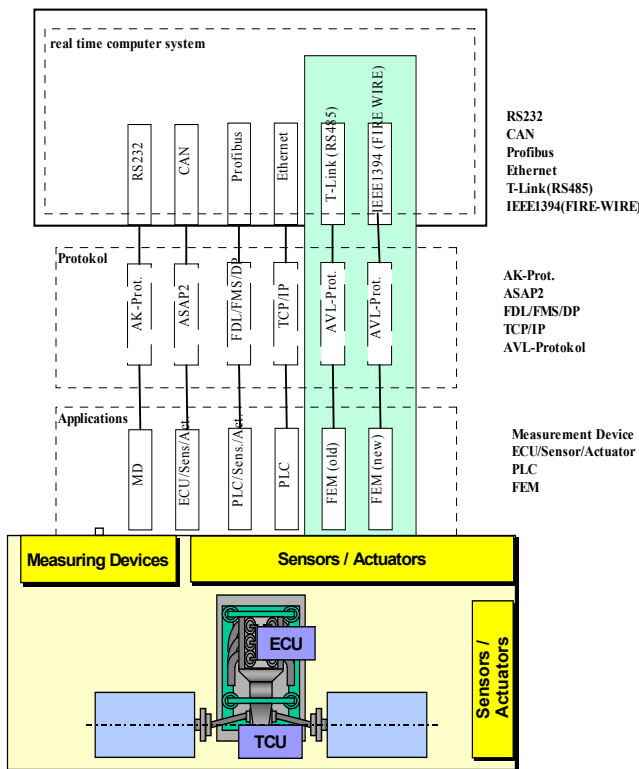 real time computer system
RS232
CAN
Profibus
Ethernet
T-Link (RS485)
IEEE1394 (FIRE WIRE)
RS232
CAN
Profibus
Ethernet
T-Link(RS485)
IEEE1394(FIRE-WIRE)
Protokol
AK-Prot.
ASAP2
FDL/FMS/DP
TCP/IP
AVL-Prot.
AVL-Prot.
AK-Prot.
ASAP2
FDL/FMS/DP
TCP/IP
AVL-Protokol
Applications
MD
ECU/Sens/Act.
PLC/Sens./Act.
PLC
FEM (old)
FEM (new)
Measurement Device
ECU/Sensor/Actuator
PLC
FEM
Measuring Devices
Sensors / Actuators
ECU
TCU
Sensors /
Actuators